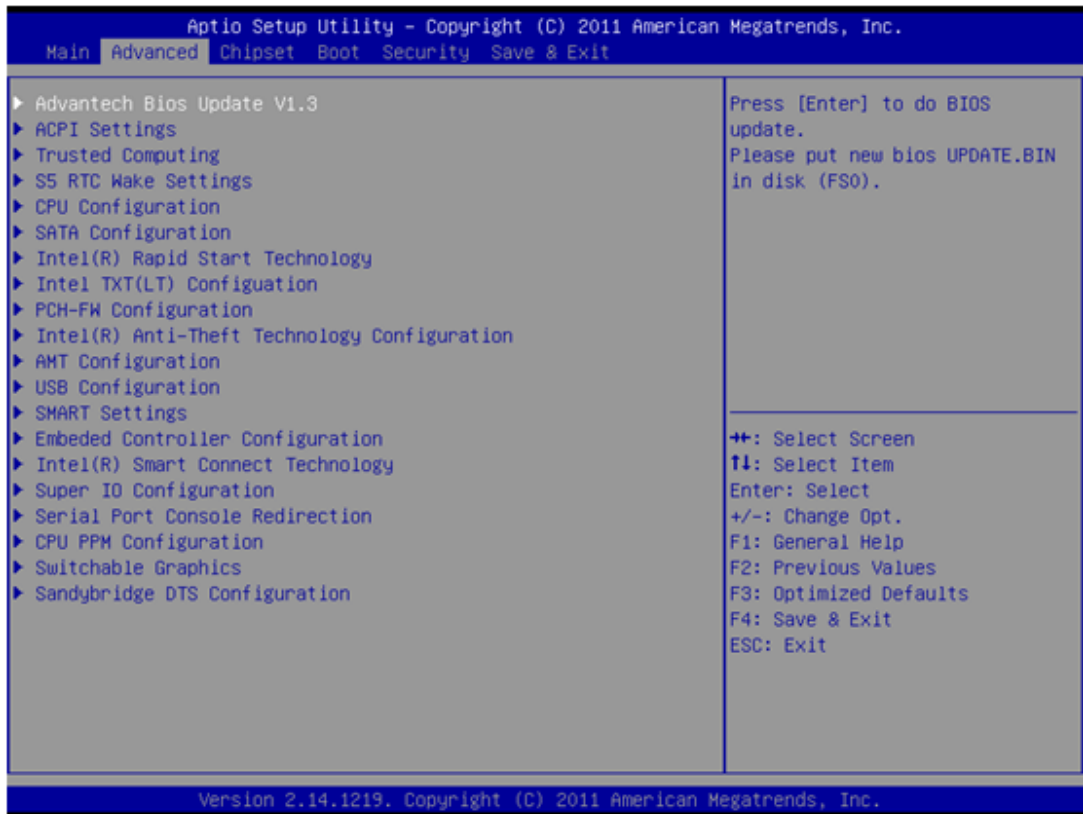 Aptio Setup Utility – Copyright (C) 2011 American Megatrends, Inc.
Main Advanced Chipset Boot Security Save & Exit
▶ Advantech Bios Update V1.3
▶ ACPI Settings
▶ Trusted Computing
▶ S5 RTC Wake Settings
▶ CPU Configuration
▶ SATA Configuration
▶ Intel(R) Rapid Start Technology
▶ Intel TXT(LT) Configuation
▶ PCH-FW Configuration
▶ Intel(R) Anti-Theft Technology Configuration
▶ AMT Configuration
▶ USB Configuration
▶ SMART Settings
▶ Embeded Controller Configuration
▶ Intel(R) Smart Connect Technology
▶ Super IO Configuration
▶ Serial Port Console Redirection
▶ CPU PPM Configuration
▶ Switchable Graphics
▶ Sandybridge DTS Configuration
Press [Enter] to do BIOS
update.
Please put new bios UPDATE.BIN
in disk (FS0).
→←: Select Screen
↑↓: Select Item
Enter: Select
+/-: Change Opt.
F1: General Help
F2: Previous Values
F3: Optimized Defaults
F4: Save & Exit
ESC: Exit
Version 2.14.1219. Copyright (C) 2011 American Megatrends, Inc.